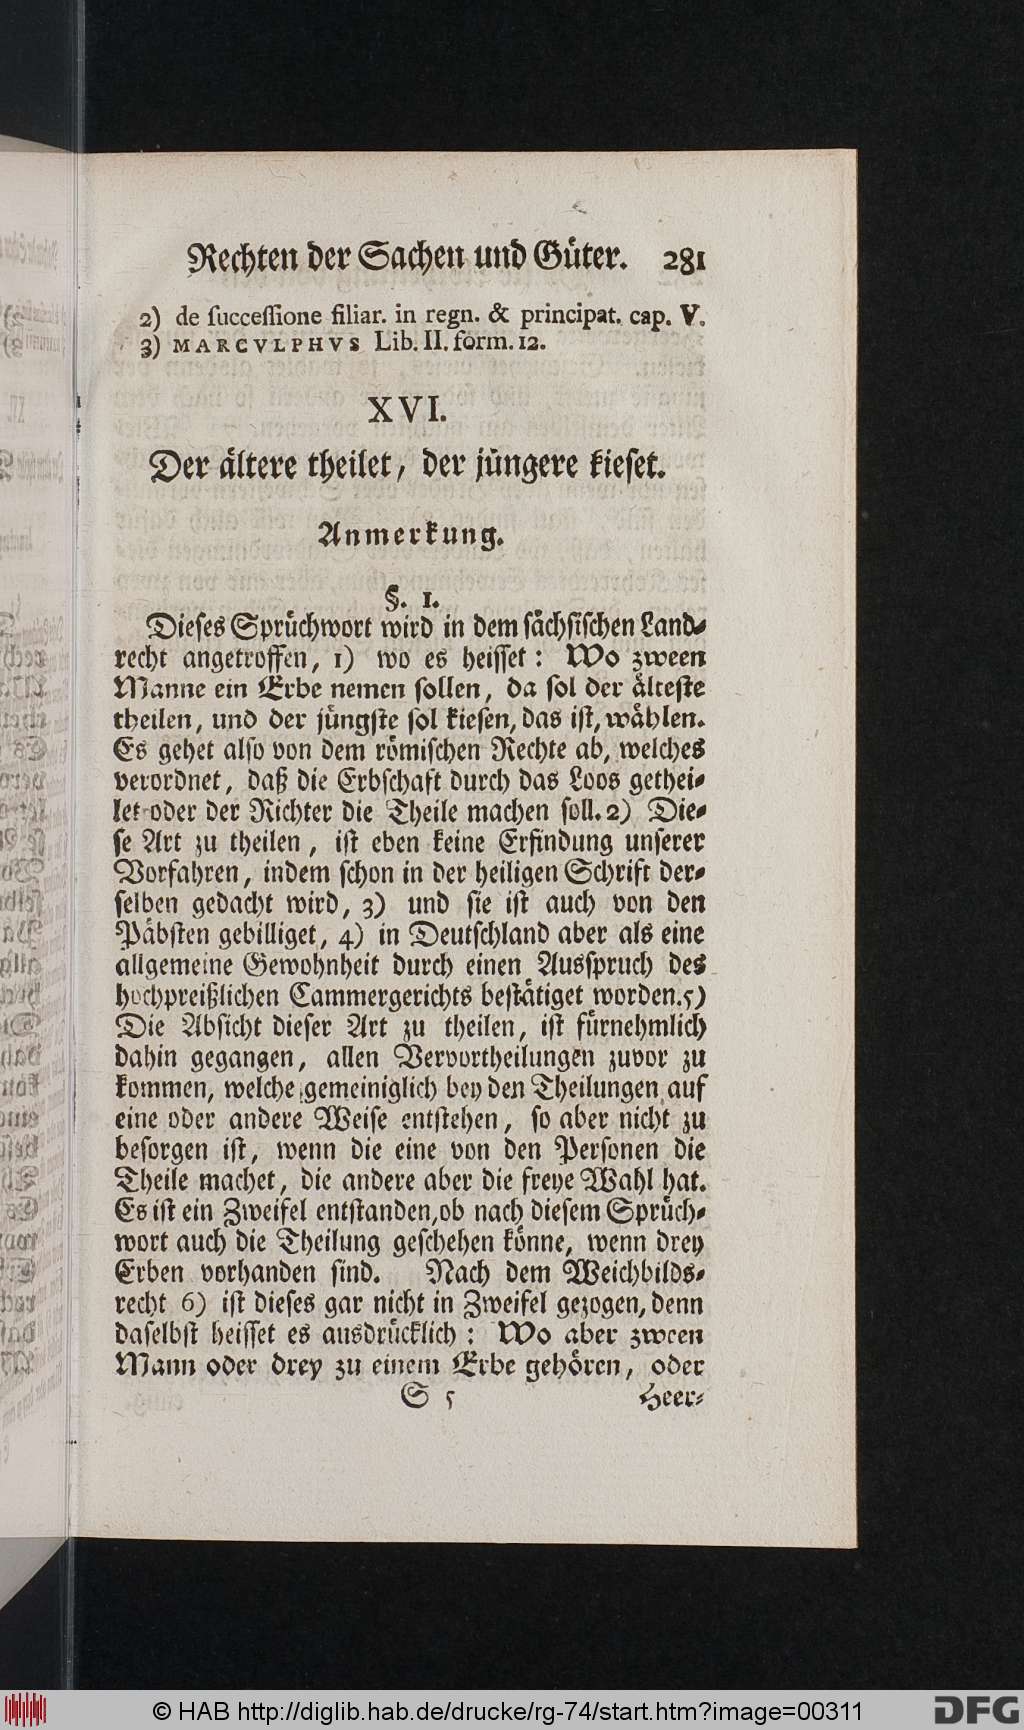 Rechten der Sachen und Güter. 281
2) de successione filiar. in regn. & principat. cap. V.
3) MARCVLPHVS Lib. II. form. 12.
XVI.
Der ältere theilet, der jüngere kieset.
Anmerkung.
§. 1.
Dieses Sprüchwort wird in dem sächsischen Land-
recht angetroffen, 1) wo es heisset: Wo zween
Manne ein Erbe nemen sollen, da sol der älteste
theilen, und der jüngste sol kiesen, das ist, wählen.
Es gehet also von dem römischen Rechte ab, welches
verordnet, daß die Erbschaft durch das Loos gethei-
let oder der Richter die Theile machen soll. 2) Die-
se Art zu theilen, ist eben keine Erfindung unserer
Vorfahren, indem schon in der heiligen Schrift der-
selben gedacht wird, 3) und sie ist auch von den
Päbsten gebilliget, 4) in Deutschland aber als eine
allgemeine Gewohnheit durch einen Ausspruch des
hochpreißlichen Cammergerichts bestätiget worden. 5)
Die Absicht dieser Art zu theilen, ist fürnehmlich
dahin gegangen, allen Vervortheilungen zuvor zu
kommen, welche gemeiniglich bey den Theilungen auf
eine oder andere Weise entstehen, so aber nicht zu
besorgen ist, wenn die eine von den Personen die
Theile machet, die andere aber die freye Wahl hat.
Es ist ein Zweifel entstanden, ob nach diesem Sprüch-
wort auch die Theilung geschehen könne, wenn drey
Erben vorhanden sind. Nach dem Weichbilds-
recht 6) ist dieses gar nicht in Zweifel gezogen, denn
daselbst heisset es ausdrücklich: Wo aber zween
Mann oder drey zu einem Erbe gehören, oder
S 5 Heer-
© HAB http://diglib.hab.de/drucke/rg-74/start.htm?image=00311
DFG